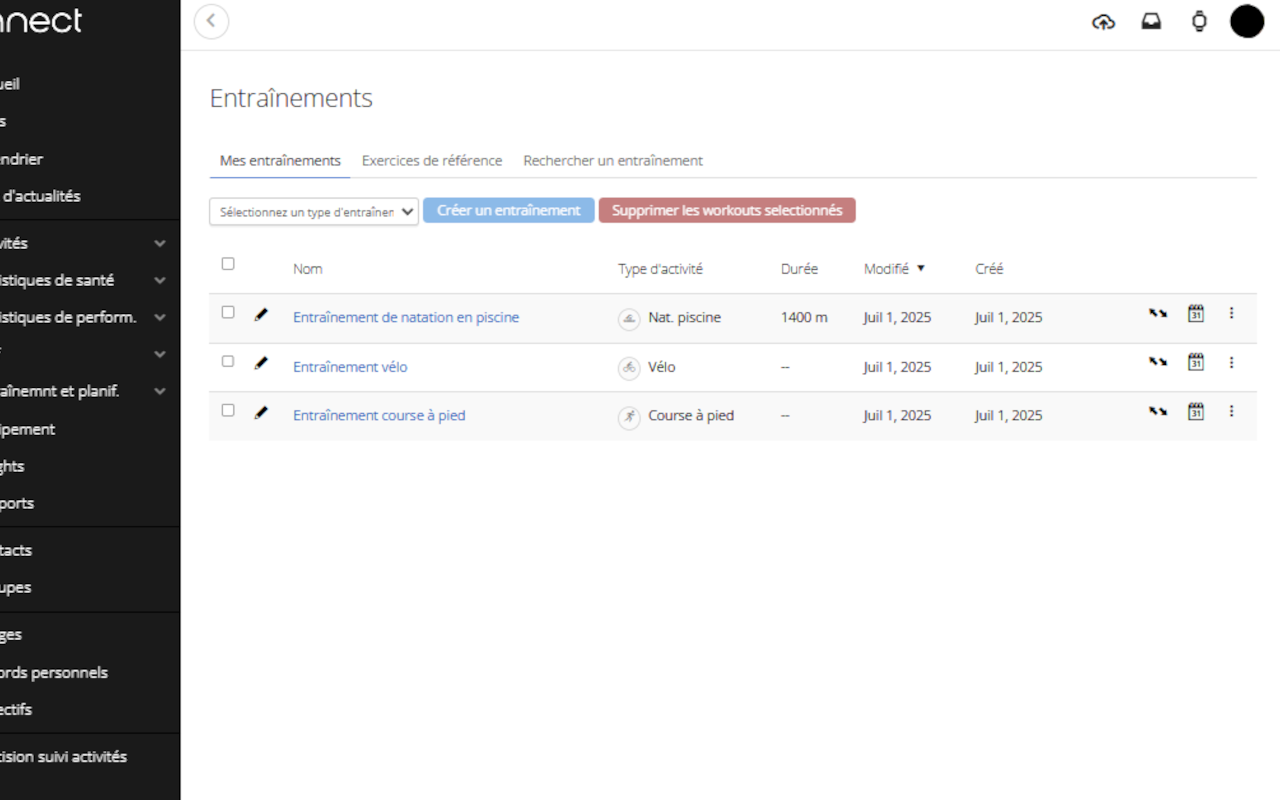 nnect
Entraînements
Mes entraînements Exercices de référence Rechercher un entraînement
Sélectionnez un type d'entraîner Créer un entraînement Supprimer les workouts selectionnés
Nom Type d'activité Durée Modifié ▼ Créé
Entraînement de natation en piscine Nat. piscine 1400 m Juil 1, 2025 Juil 1, 2025 31
Entraînement vélo Vélo -- Juil 1, 2025 Juil 1, 2025 31
Entraînement course à pied Course à pied -- Juil 1, 2025 Juil 1, 2025 31
ueil
s
ndrier
d'actualités
vités
istiques de santé
istiques de perform.
aînemnt et planif.
ipement
ghts
ports
tacts
upes
ges
ords personnels
ectifs
cision suivi activités